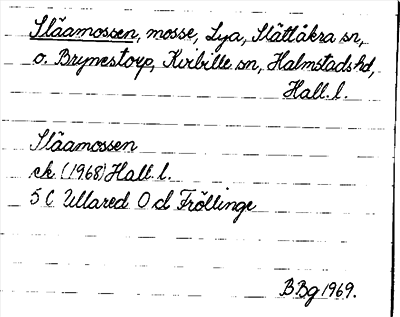 Slåamossen, mosse, Lya, Slättåkra sn,
o. Brynestorp, Kvibille sn, Halmstads hd,
Hall. l.
Slåamossen
ek (1968) Hall. l.
5 C Ullared O d Fröllinge
BBg 1969.